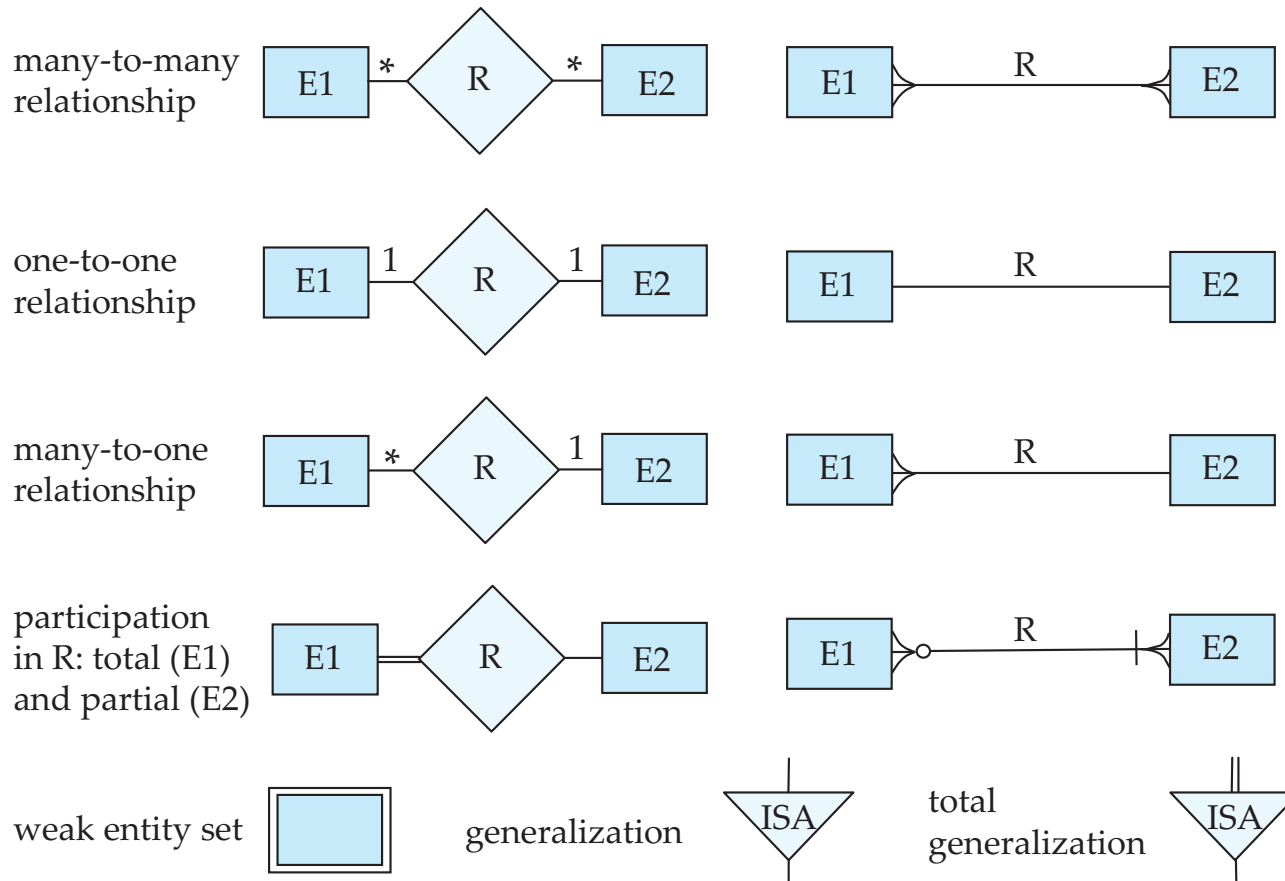 many-to-many
relationship
E1 * R * E2
E1 R E2
one-to-one
relationship
E1 1 R 1 E2
E1 R E2
many-to-one
relationship
E1 * R 1 E2
E1 R E2
participation
in R: total (E1)
and partial (E2)
E1 R E2
E1 R E2
weak entity set
generalization
ISA
total
generalization
ISA